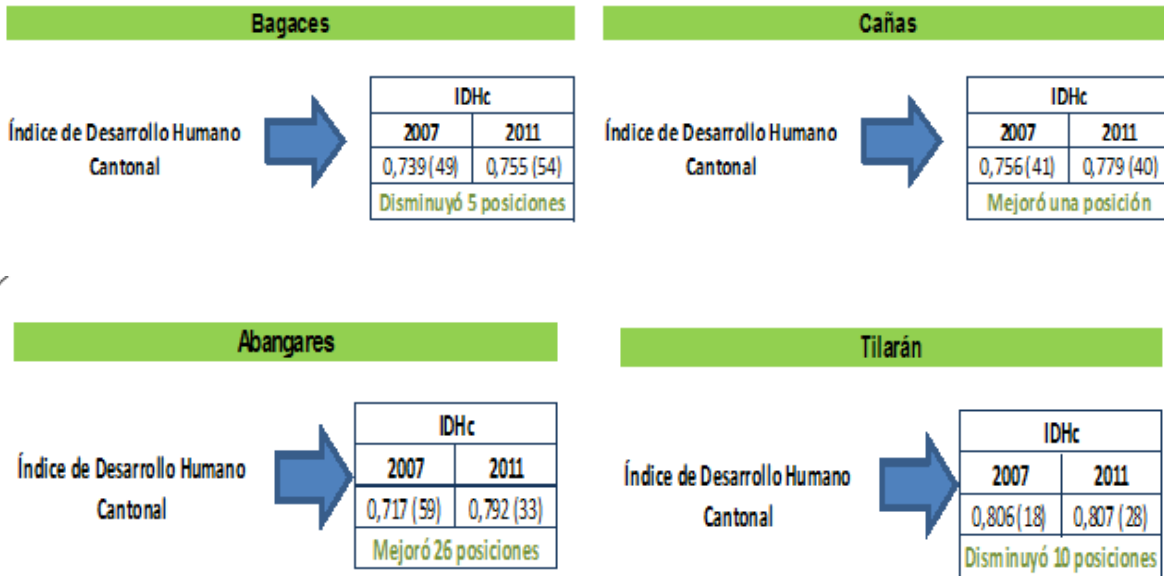 Bagaces
Índice de Desarrollo Humano
Cantonal
IDHc
2007 2011
0,739(49) 0,755 (54)
Disminuyó 5 posiciones
Cañas
Índice de Desarrollo Humano
Cantonal
IDHc
2007 2011
0,756(41) 0,779 (40)
Mejoró una posición
Abangares
Índice de Desarrollo Humano
Cantonal
IDHc
2007 2011
0,717 (59) 0,792 (33)
Mejoró 26 posiciones
Tilarán
Índice de Desarrollo Humano
Cantonal
IDHc
2007 2011
0,806(18) 0,807 (28)
Disminuyó 10 posiciones